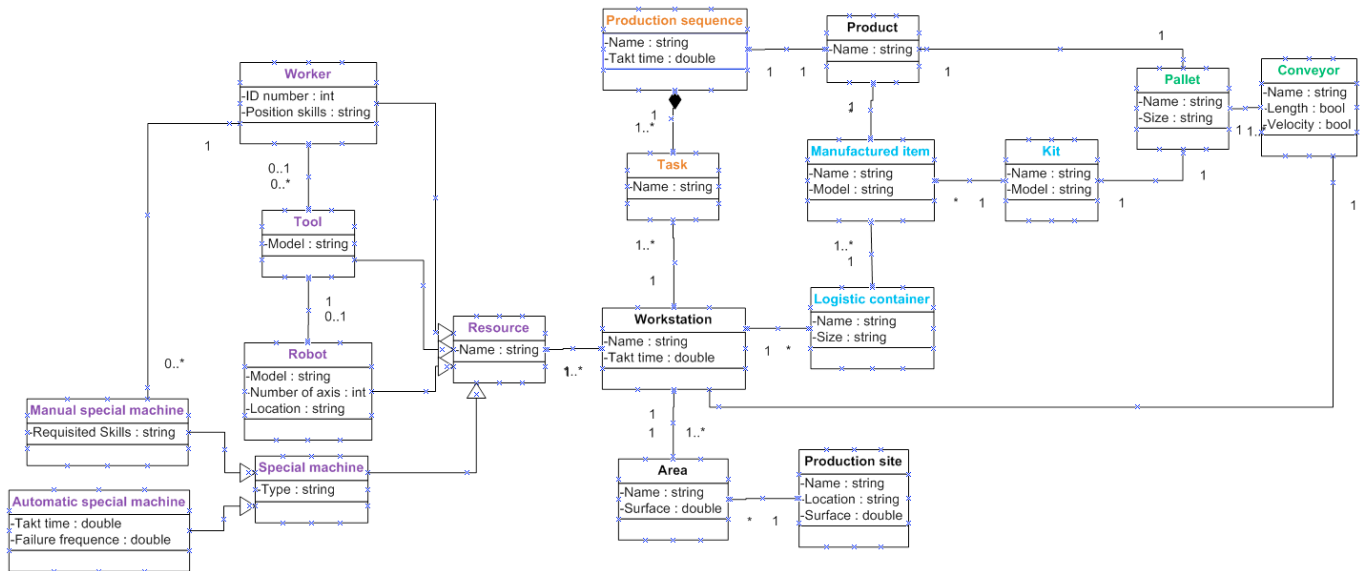 Production sequence
-Name : string
-Takt time : double
1
1
Product
-Name : string
1
1
Pallet
-Name : string
-Size : string
1
1..*
Conveyor
-Name : string
-Length : bool
-Velocity : bool
1
Worker
-ID number : int
-Position skills : string
1
0..1
0..*
Tool
-Model : string
1
0..1
Robot
-Model : string
-Number of axis : int
-Location : string
0..*
Manual special machine
-Requisited Skills : string
Automatic special machine
-Takt time : double
-Failure frequence : double
Special machine
-Type : string
Resource
-Name : string
1..*
1
1..*
Task
-Name : string
1..*
1
Workstation
-Name : string
-Takt time : double
1
*
Manufactured item
-Name : string
-Model : string
*
1
Kit
-Name : string
-Model : string
1
1
1..*
1
Logistic container
-Name : string
-Size : string
1
1
1..*
Area
-Name : string
-Surface : double
*
1
Production site
-Name : string
-Location : string
-Surface : double